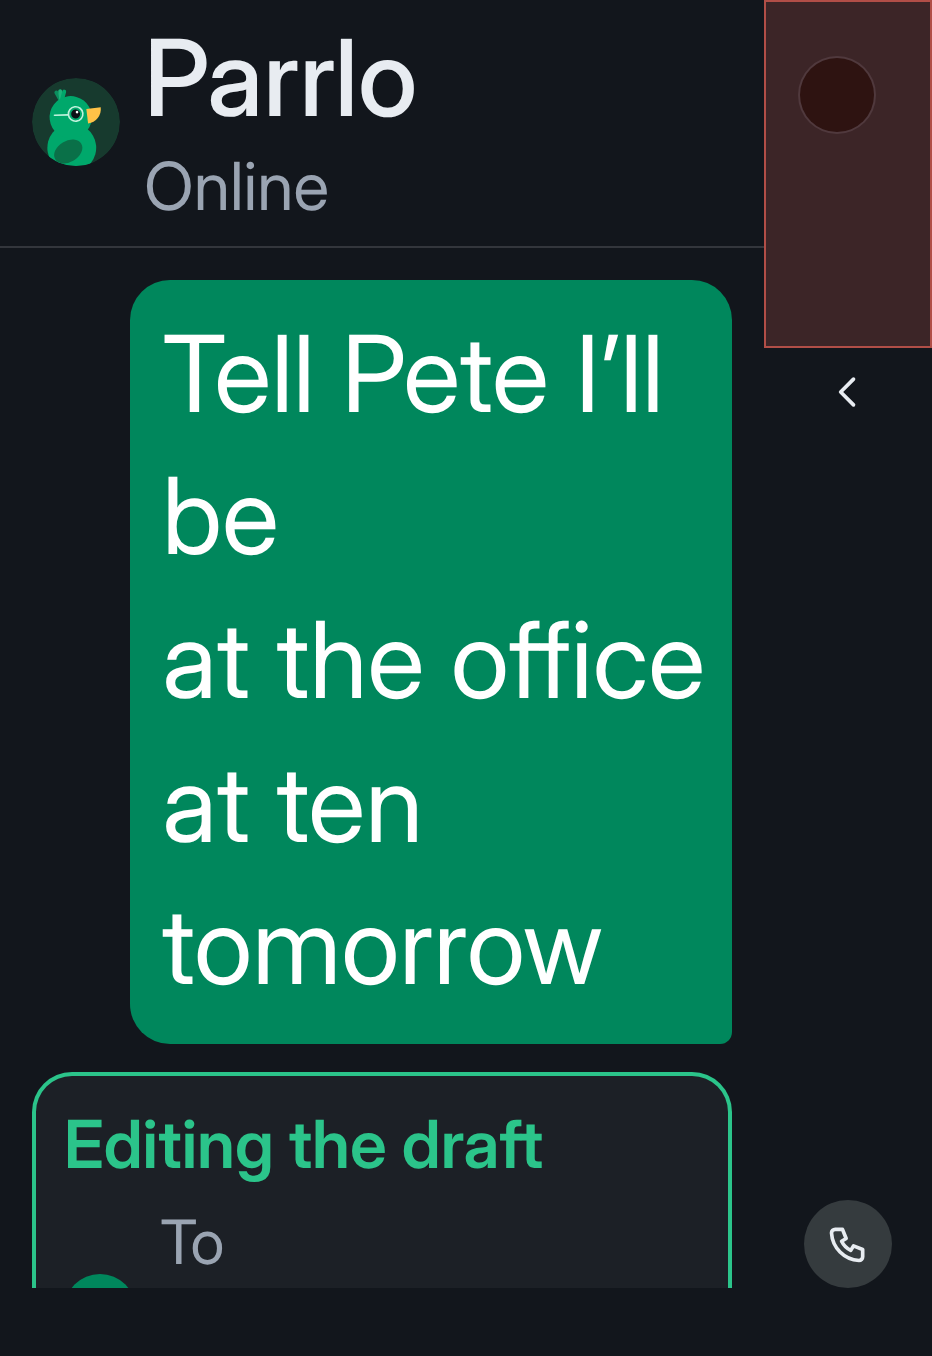 Parrlo
Online
Tell Pete I’ll
be
at the office
at ten
tomorrow
Editing the draft
To